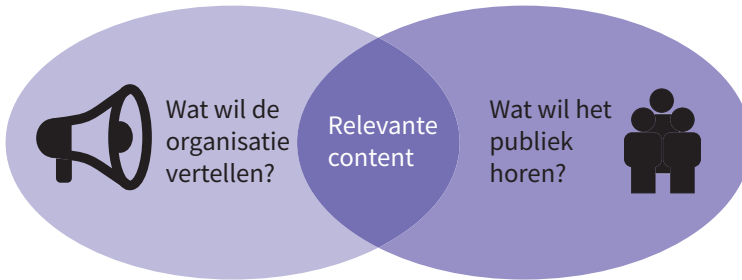 Wat wil de
organisatie
vertellen?
Relevante
content
Wat wil het
publiek
horen?